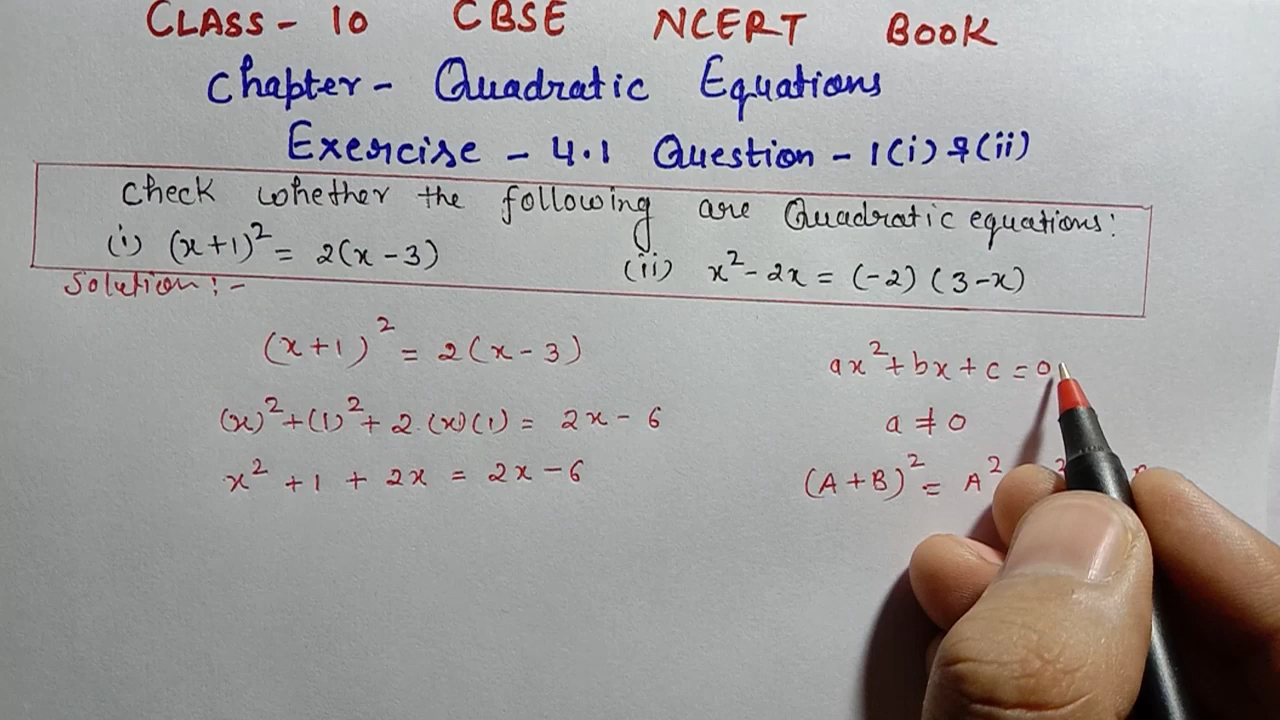 CLASS- 10 CBSE NCERT BOOK
Chapter- Quadratic Equations
Exercise - 4.1 Question - 1(i) & (ii)
Check whether the following are Quadratic equations:
(i) (x+1)² = 2(x-3) (ii) x² - 2x = (-2)(3-x)
Solution:-
(x+1)² = 2(x-3)
(x)²+(1)²+2.(x)(1) = 2x-6
x² +1 + 2x = 2x-6
ax²+bx+c=0
a≠0
(A+B)² = A²